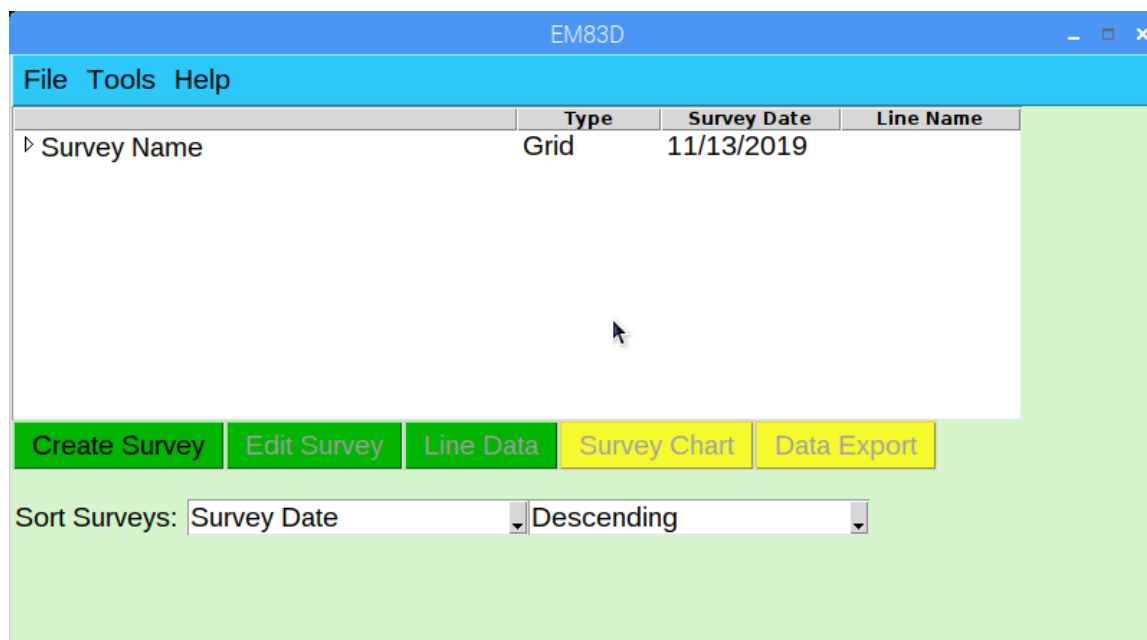 EM83D
File Tools Help
Type Survey Date Line Name
Survey Name Grid 11/13/2019
Create Survey Edit Survey Line Data Survey Chart Data Export
Sort Surveys: Survey Date Descending